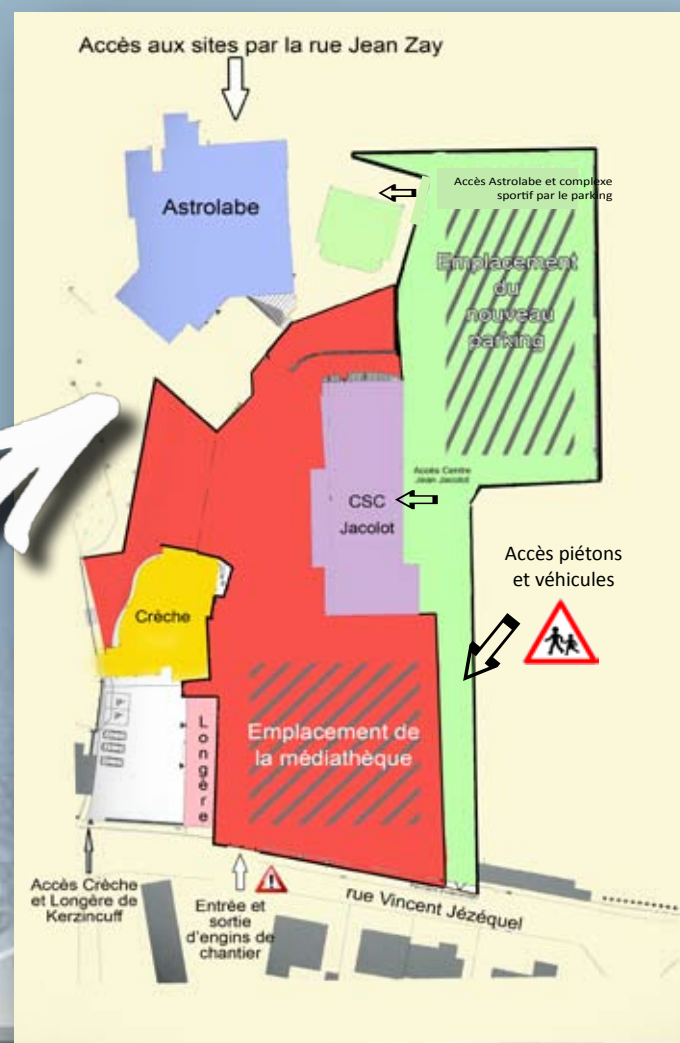 Accès aux sites par la rue Jean Zay
Astrolabe
Accès Astrolabe et complexe
sportif par le parking
Emplacement
du
nouveau
parking
Accès Centre
Jean Jacolot
CSC
Jacolot
Accès piétons
et véhicules
Crèche
P
P
Longère
Emplacement de
la médiathèque
Accès Crèche
et Longère de
Kerzincuff
Entrée et
sortie
d'engins de
chantier
rue Vincent Jézéquel